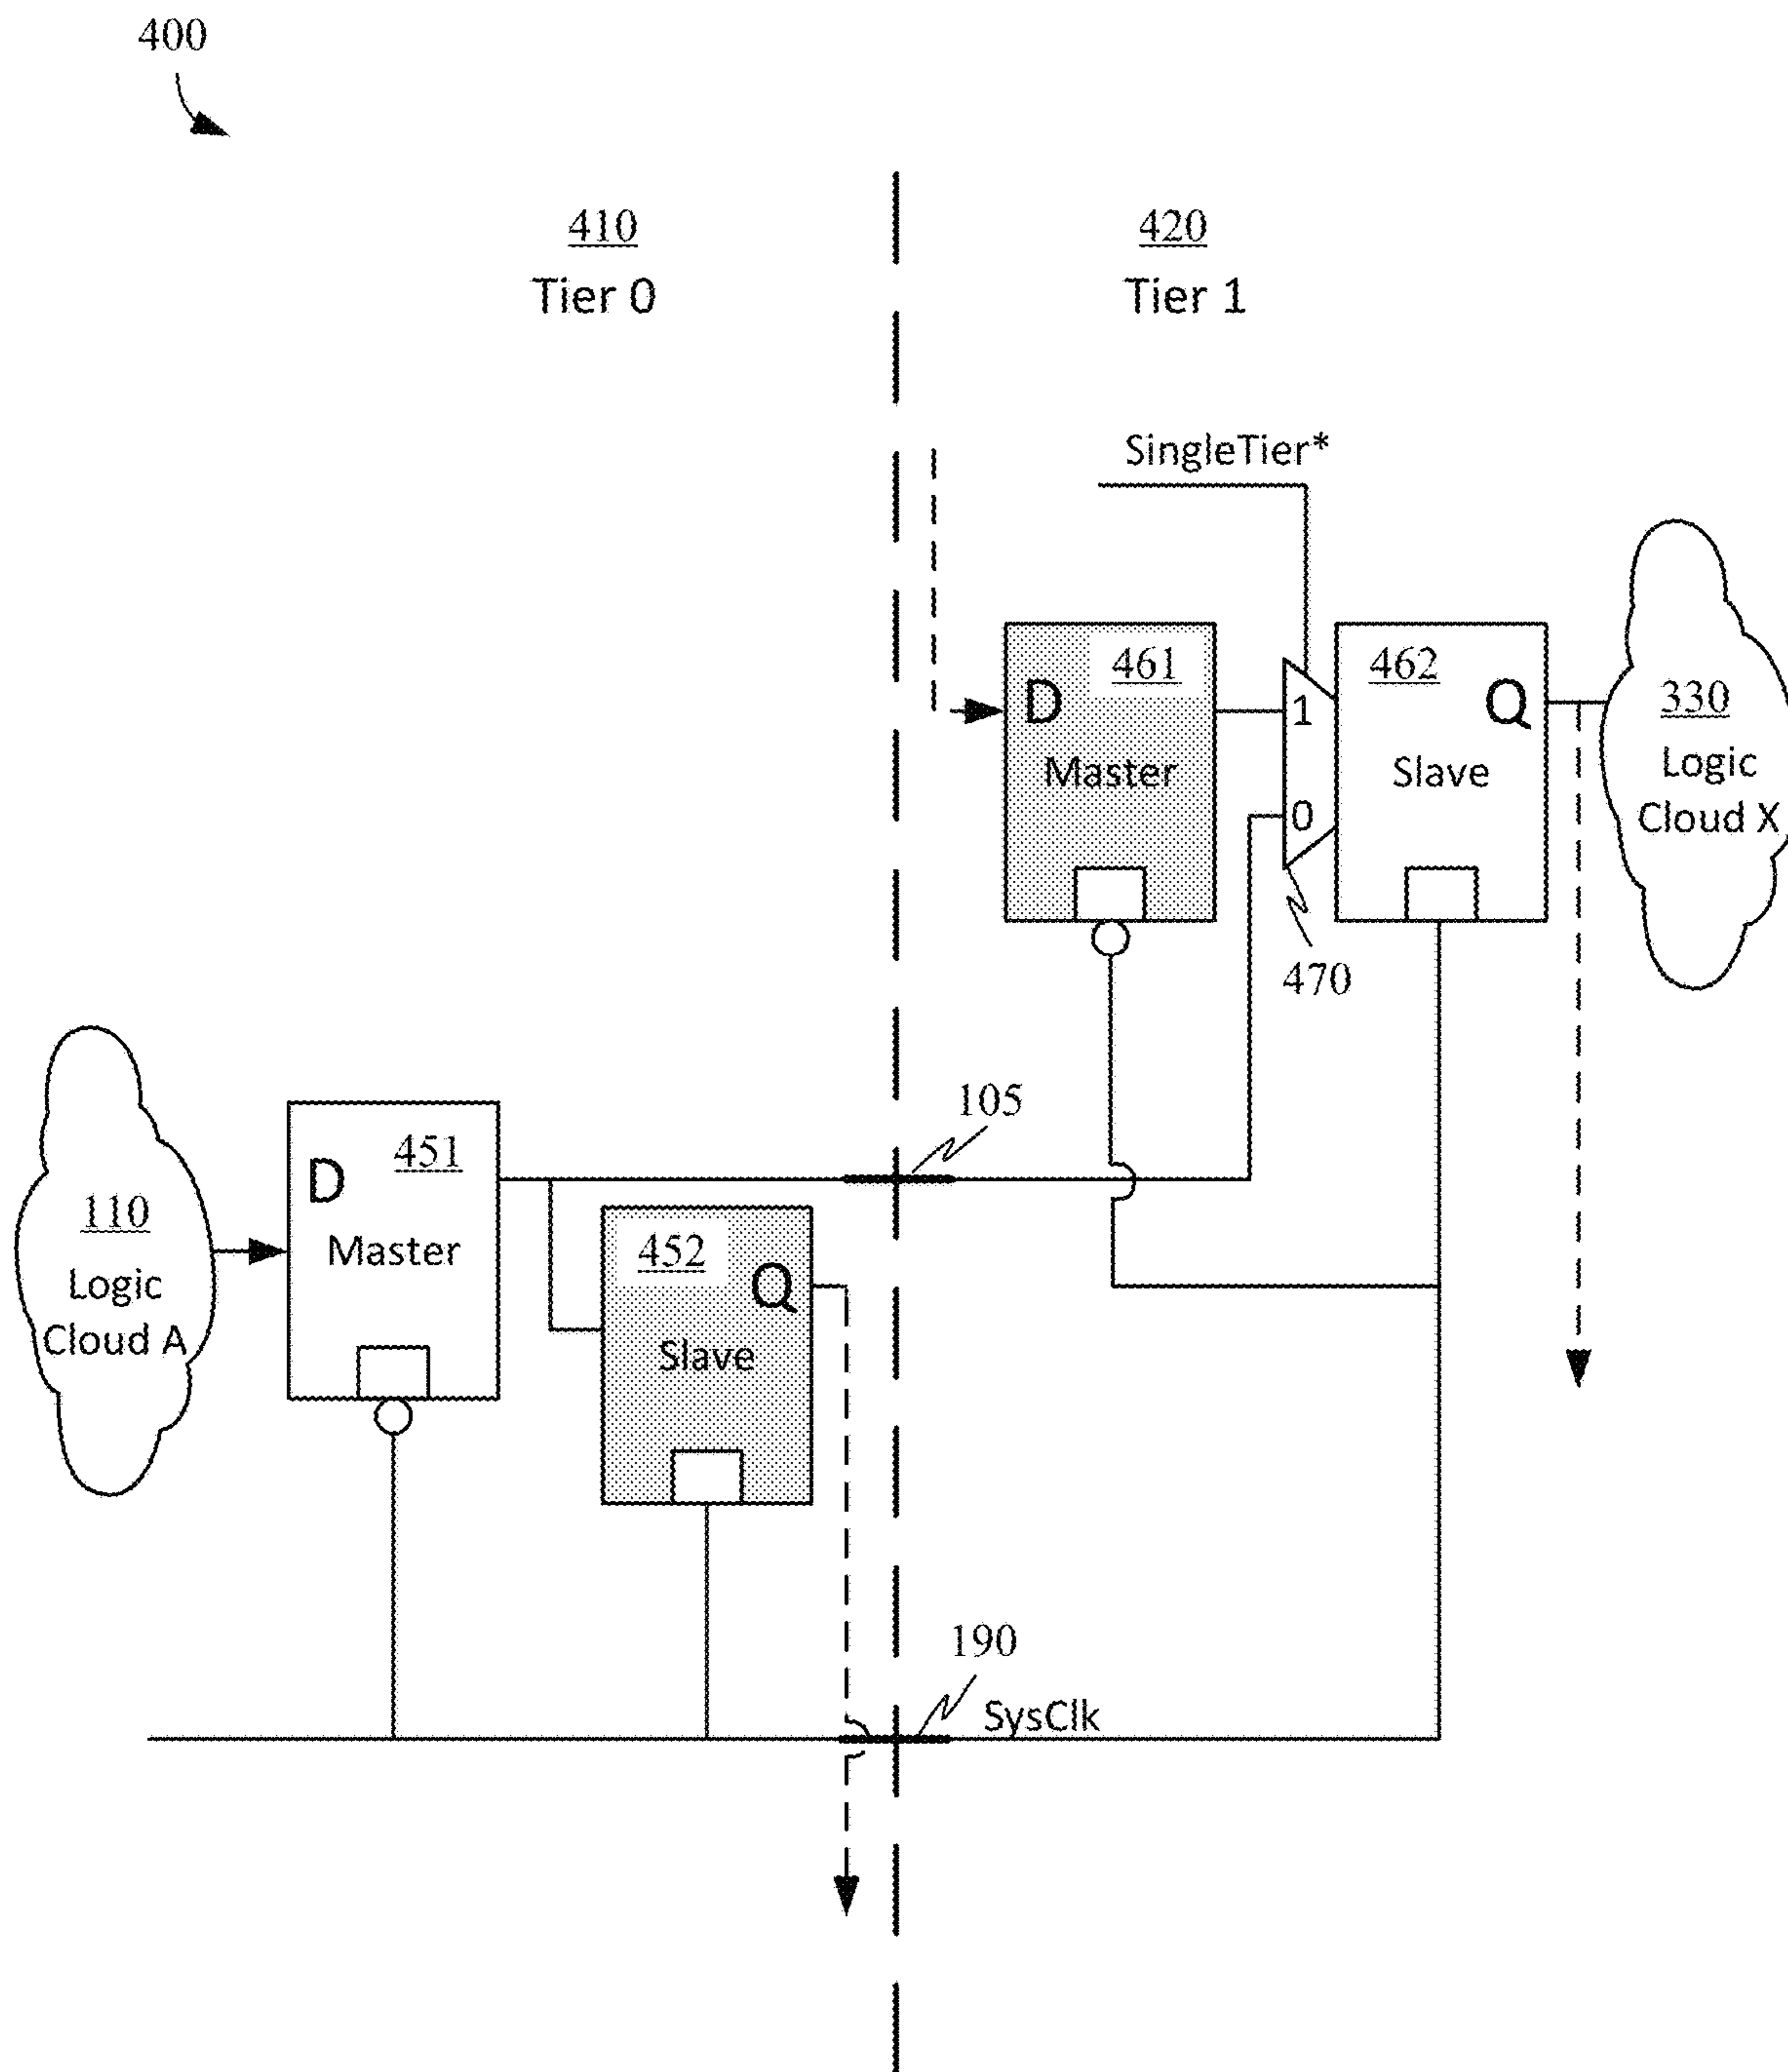 400
410
Tier 0
420
Tier 1
SingleTier*
D
461
Master
1
0
462
Q
Slave
330
Logic
Cloud X
470
105
110
Logic
Cloud A
D
451
Master
452
Q
Slave
190
SysClk